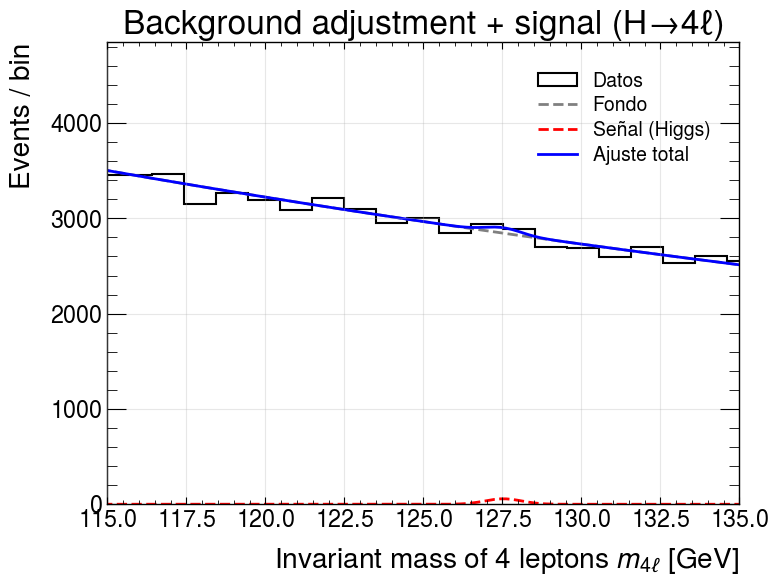 Background adjustment + signal (H→4ℓ)
Events / bin
4000
3000
2000
1000
0
Datos
Fondo
Señal (Higgs)
Ajuste total
115.0 117.5 120.0 122.5 125.0 127.5 130.0 132.5 135.0
Invariant mass of 4 leptons m4ℓ [GeV]